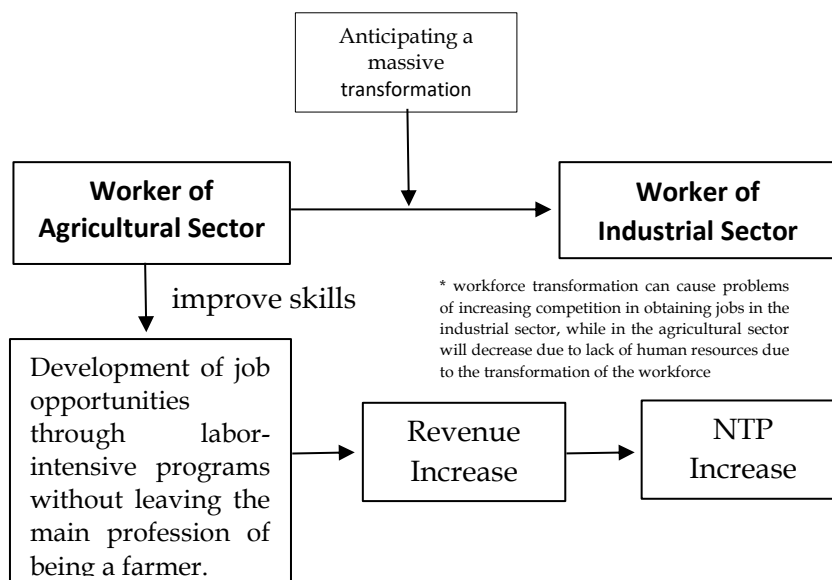 Anticipating a
massive
transformation
Worker of
Agricultural Sector
Worker of
Industrial Sector
improve skills
* workforce transformation can cause problems
of increasing competition in obtaining jobs in the
industrial sector, while in the agricultural sector
will decrease due to lack of human resources due
to the transformation of the workforce
Development of job
opportunities
through labor-
intensive programs
without leaving the
main profession of
being a farmer.
Revenue
Increase
NTP
Increase